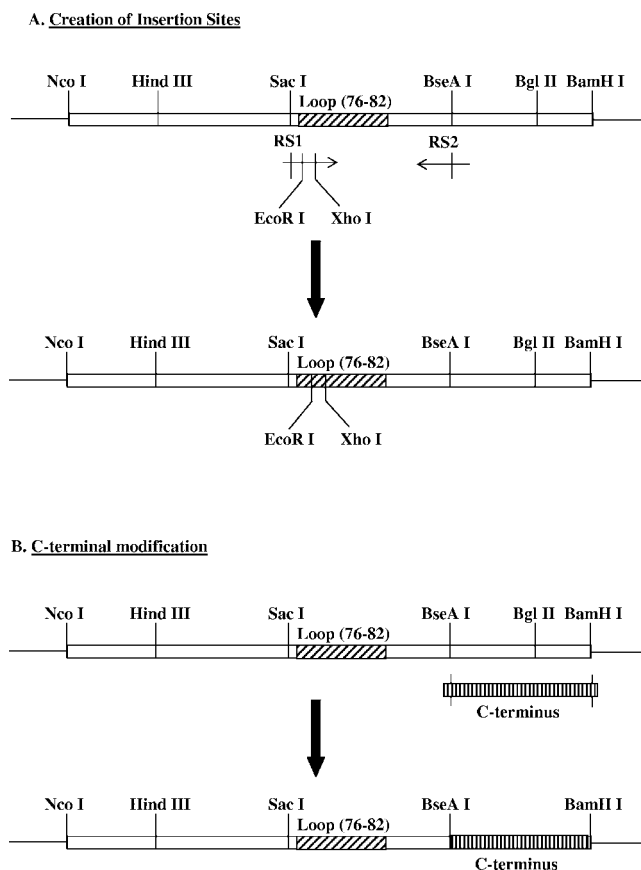 A. Creation of Insertion Sites
Nco I Hind III Sac I BseA I Bgl II BamH I
Loop (76-82)
RS1 RS2
EcoR I Xho I
Nco I Hind III Sac I BseA I Bgl II BamH I
Loop (76-82)
EcoR I Xho I
B. C-terminal modification
Nco I Hind III Sac I BseA I Bgl II BamH I
Loop (76-82)
C-terminus
Nco I Hind III Sac I BseA I BamH I
Loop (76-82)
C-terminus